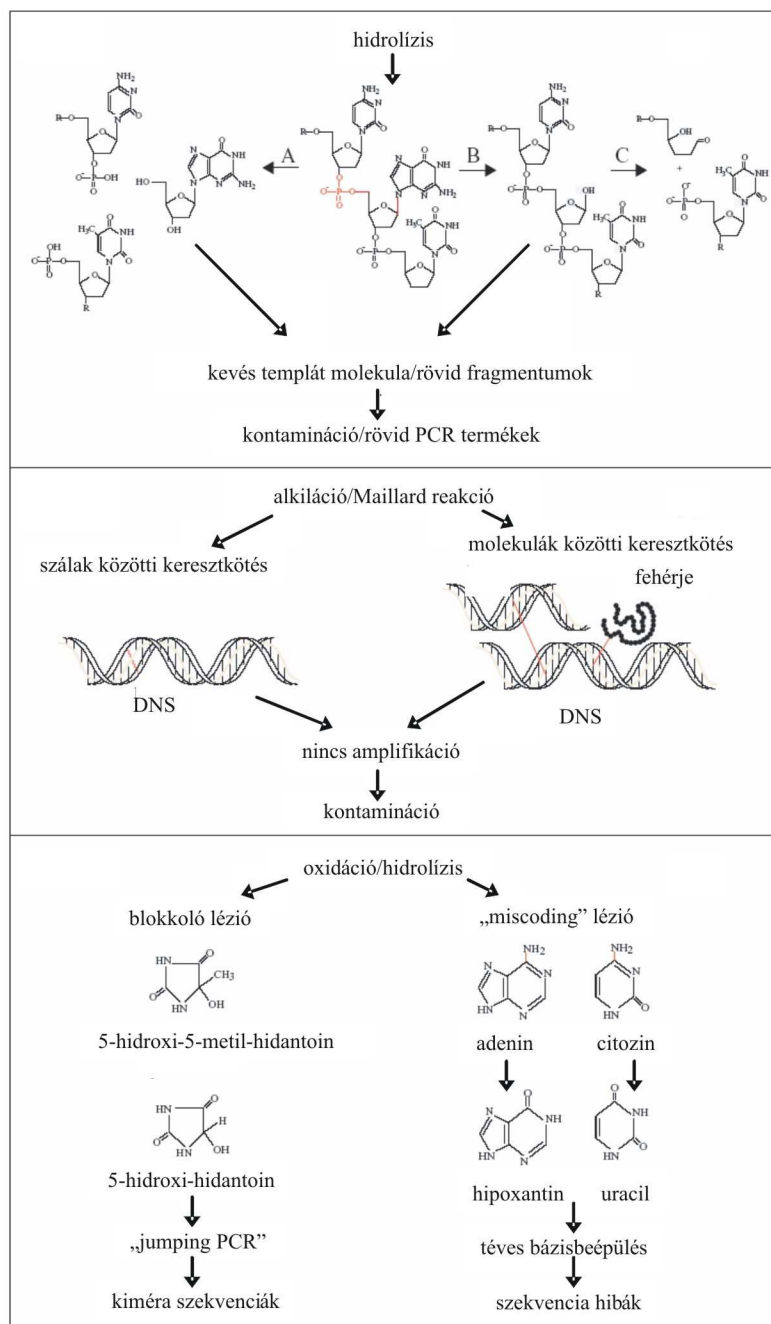 hidrolízis
A
B
C
kevés templát molekula/rövid fragmentumok
kontamináció/rövid PCR termékek
alkiláció/Maillard reakció
szálak közötti keresztkötés
molekulák közötti keresztkötés
fehérje
DNS
DNS
nincs amplifikáció
kontamináció
oxidáció/hidrolízis
blokkoló lézió
„miscoding” lézió
5-hidroxi-5-metil-hidantoin
adenin
citozin
5-hidroxi-hidantoin
hipoxantin
uracil
„jumping PCR”
téves bázisbeépülés
kiméra szekvenciák
szekvencia hibák